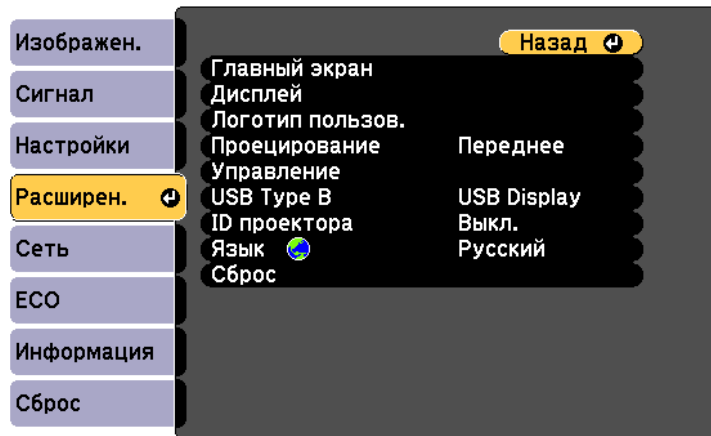 Изображен.
Сигнал
Настройки
Расширен.
Сеть
ECO
Информация
Сброс
Назад
Главный экран
Дисплей
Логотип пользов.
Проецирование Переднее
Управление
USB Type B USB Display
ID проектора Выкл.
Язык Русский
Сброс